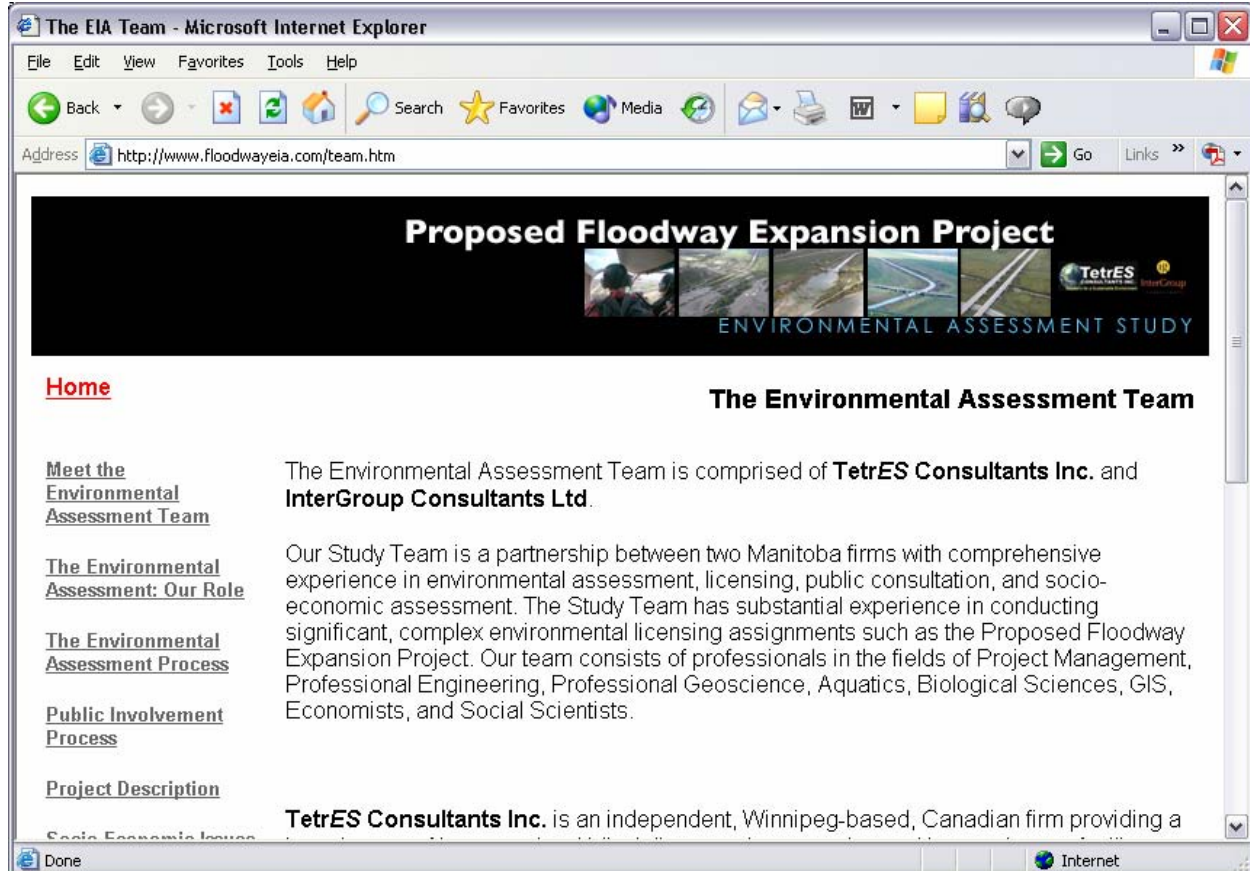 The EIA Team - Microsoft Internet Explorer
File Edit View Favorites Tools Help
Back Search Favorites Media
Address http://www.floodwayeia.com/team.htm Go Links »
Proposed Floodway Expansion Project
TetrES
CONSULTANTS INC.
InterGroup
ENVIRONMENTAL ASSESSMENT STUDY
Home
The Environmental Assessment Team
Meet the
Environmental
Assessment Team
The Environmental
Assessment: Our Role
The Environmental
Assessment Process
Public Involvement
Process
Project Description
Socio Economic Issues
The Environmental Assessment Team is comprised of TetrES Consultants Inc. and
InterGroup Consultants Ltd.
Our Study Team is a partnership between two Manitoba firms with comprehensive
experience in environmental assessment, licensing, public consultation, and socio-
economic assessment. The Study Team has substantial experience in conducting
significant, complex environmental licensing assignments such as the Proposed Floodway
Expansion Project. Our team consists of professionals in the fields of Project Management,
Professional Engineering, Professional Geoscience, Aquatics, Biological Sciences, GIS,
Economists, and Social Scientists.
TetrES Consultants Inc. is an independent, Winnipeg-based, Canadian firm providing a
Done Internet